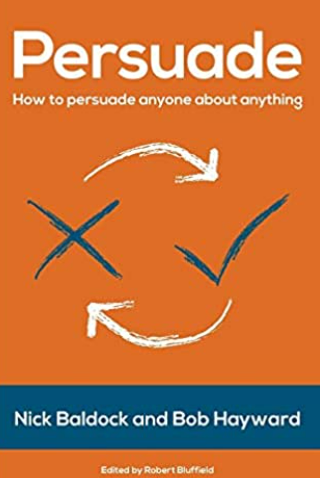 Persuade
How to persuade anyone about anything
Nick Baldock and Bob Hayward
Edited by Robert Bluffield